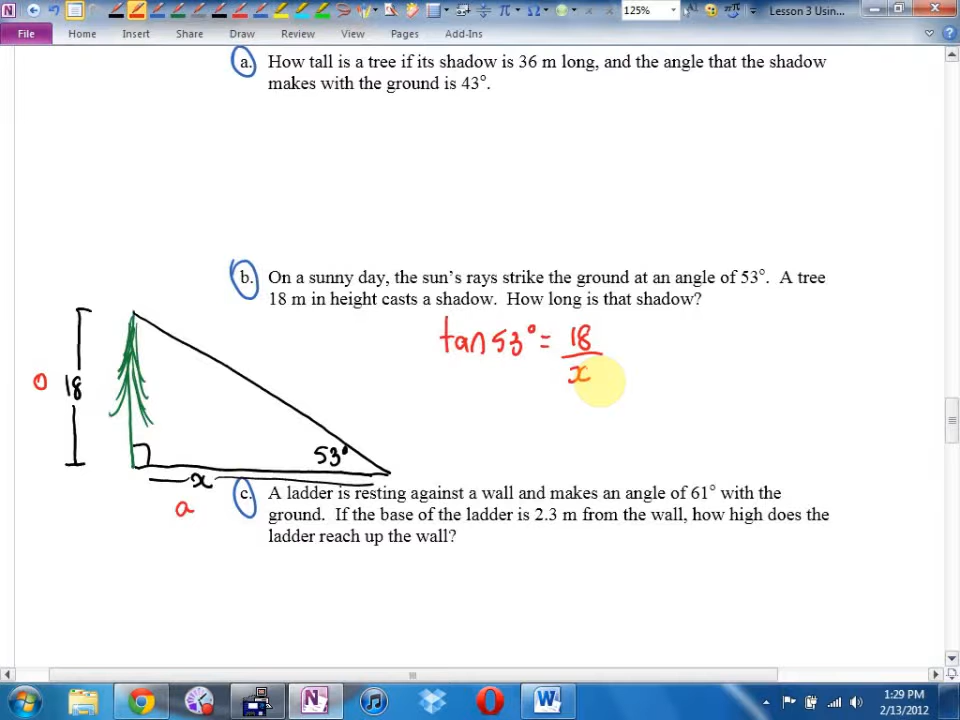 125% Lesson 3 Usin...
File Home Insert Share Draw Review View Pages Add-Ins
a. How tall is a tree if its shadow is 36 m long, and the angle that the shadow
makes with the ground is 43°.
b. On a sunny day, the sun's rays strike the ground at an angle of 53°. A tree
18 m in height casts a shadow. How long is that shadow?
tan 53° = 18
x
o 18
53°
x
a
c. A ladder is resting against a wall and makes an angle of 61° with the
ground. If the base of the ladder is 2.3 m from the wall, how high does the
ladder reach up the wall?
1:29 PM
2/13/2012